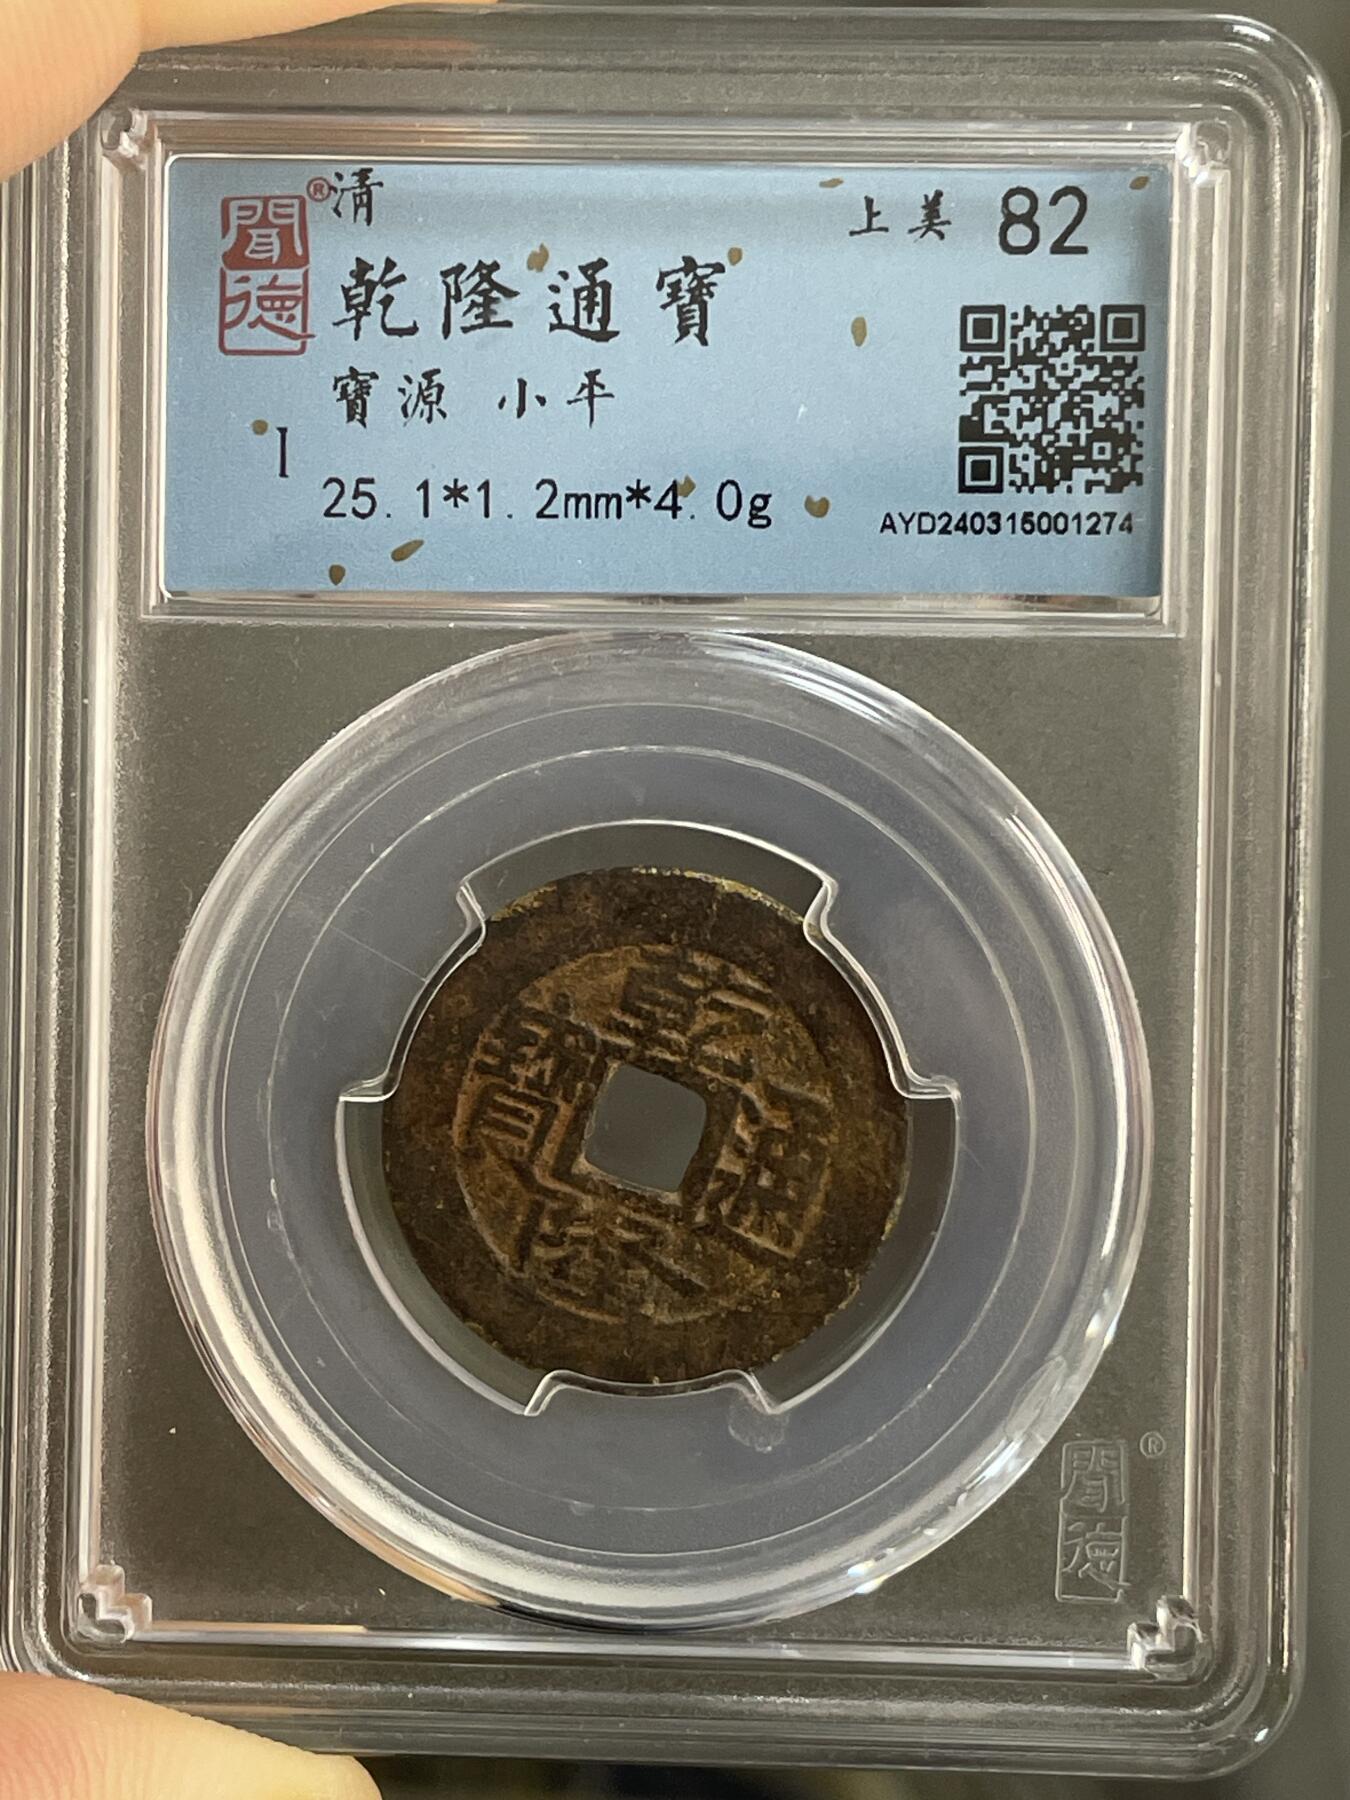 聞德®
清
上美 82
乾隆通寶
寶源 小平
I
25.1*1.2mm*4.0g
AYD240315001274
乾隆通寶
聞德®